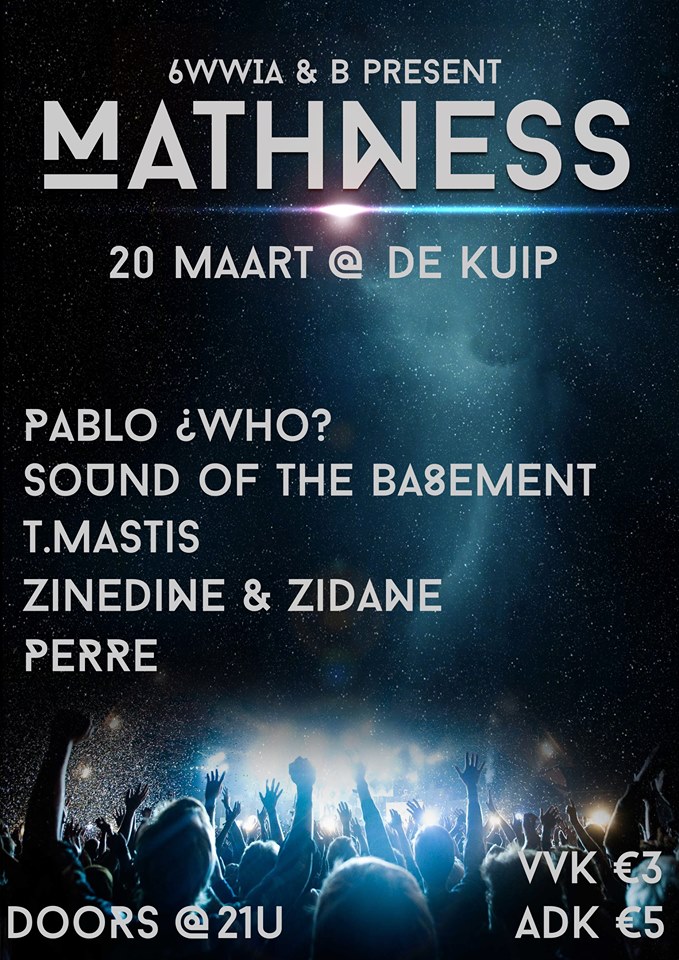 6WWIA & B PRESENT
MATHNESS
20 MAART @ DE KUIP
PABLO ¿WHO?
SOUND OF THE BA8EMENT
T.MASTIS
ZINEDINE & ZIDANE
PERRE
VVK €3
DOORS @21U
ADK €5